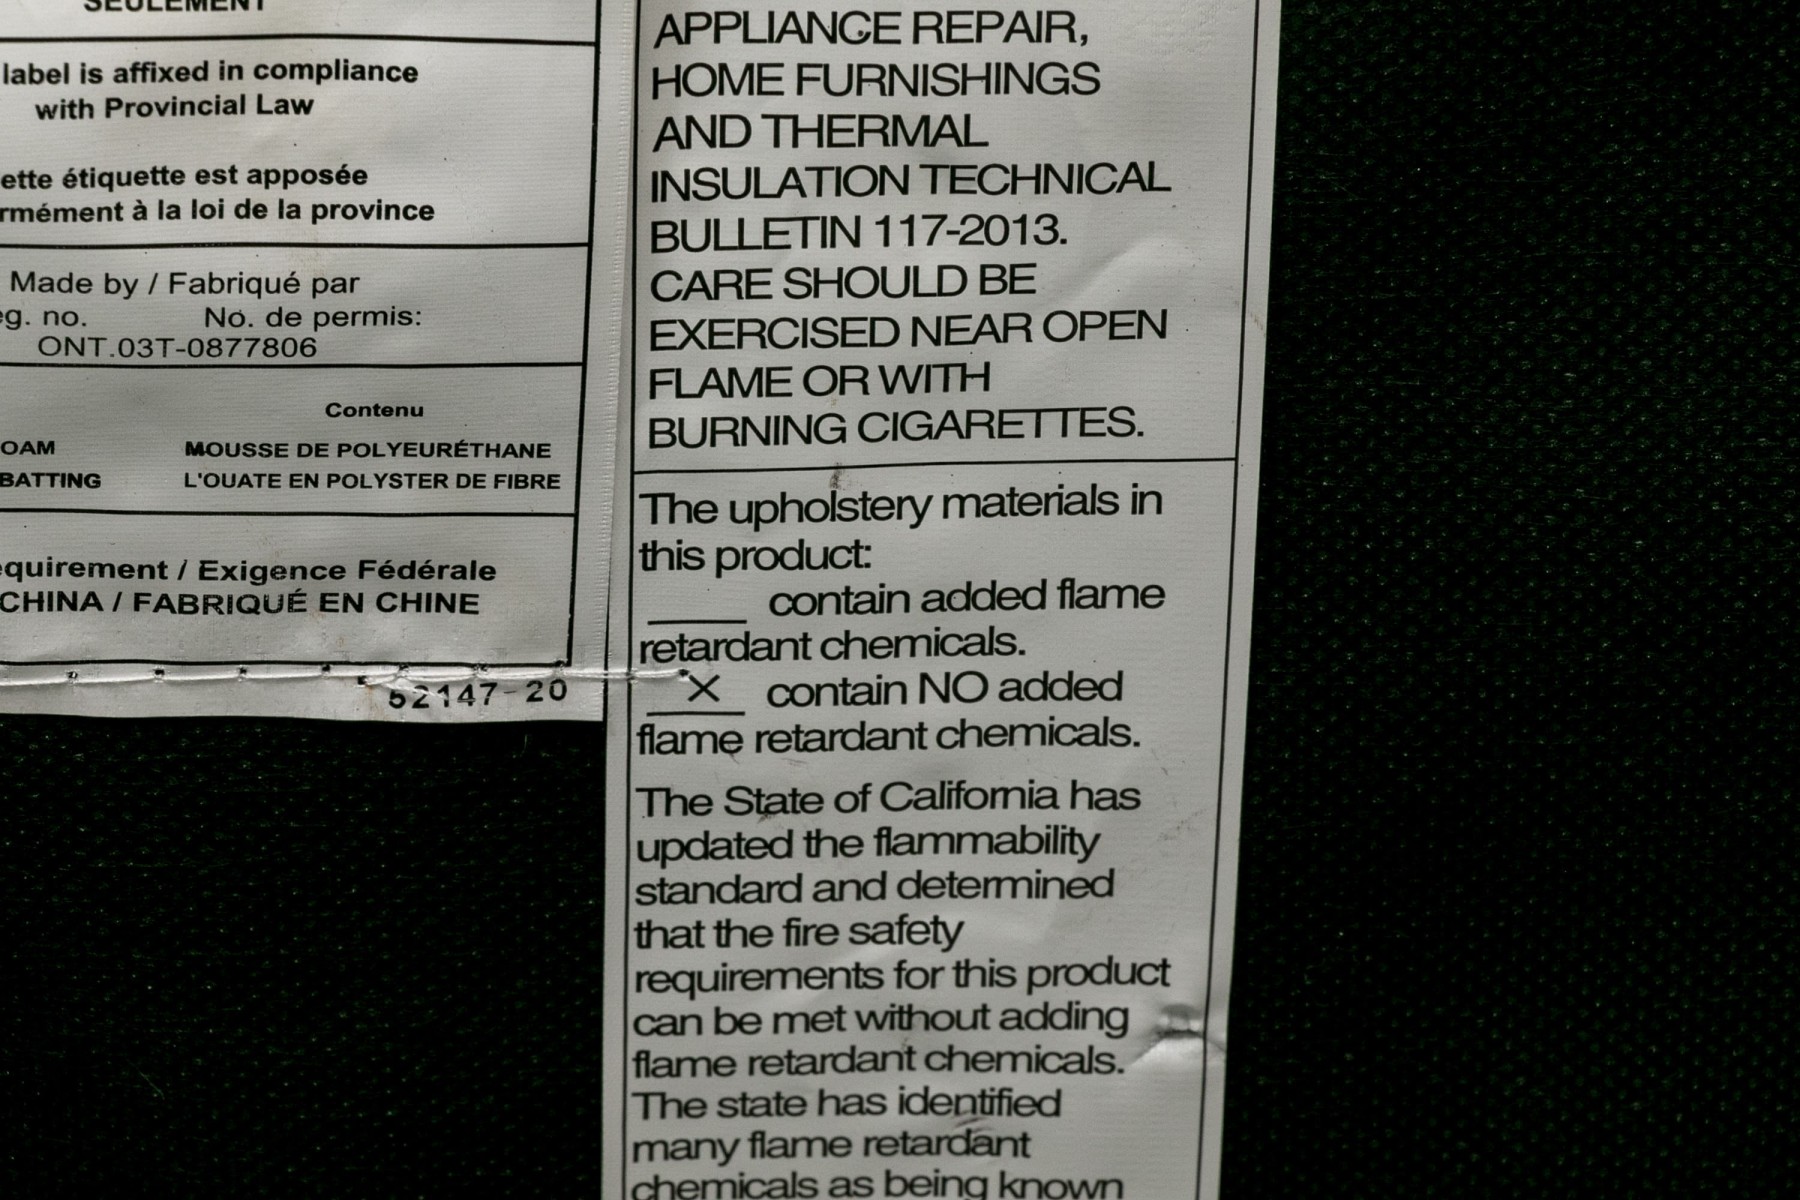 SEULEMENT
label is affixed in compliance
with Provincial Law
ette étiquette est apposée
rmément à la loi de la province
Made by / Fabriqué par
eg. no. No. de permis:
ONT.03T-0877806
Contenu
OAM MOUSSE DE POLYEURÉTHANE
BATTING L'OUATE EN POLYSTER DE FIBRE
equirement / Exigence Fédérale
CHINA / FABRIQUÉ EN CHINE
52147-20
APPLIANCE REPAIR,
HOME FURNISHINGS
AND THERMAL
INSULATION TECHNICAL
BULLETIN 117-2013.
CARE SHOULD BE
EXERCISED NEAR OPEN
FLAME OR WITH
BURNING CIGARETTES.
The upholstery materials in
this product:
____ contain added flame
retardant chemicals.
X contain NO added
flame retardant chemicals.
The State of California has
updated the flammability
standard and determined
that the fire safety
requirements for this product
can be met without adding
flame retardant chemicals.
The state has identified
many flame retardant
chemicals as being known